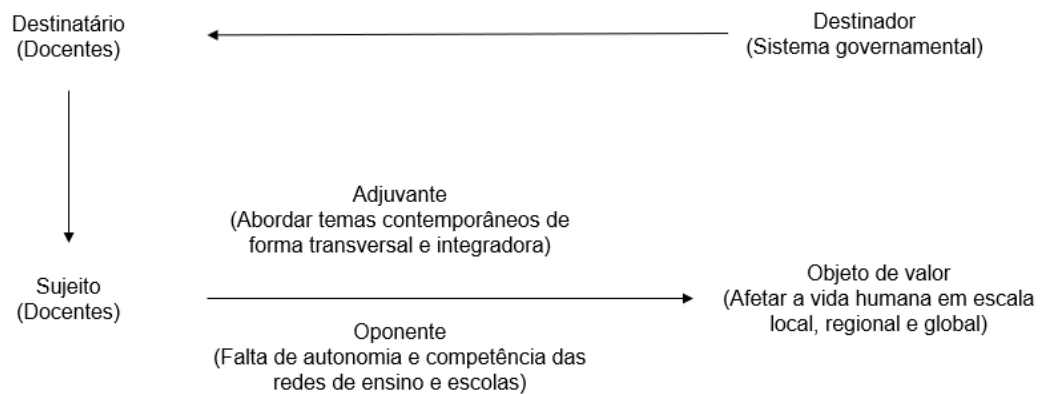 Destinatário
(Docentes)
Destinador
(Sistema governamental)
Adjuvante
(Abordar temas contemporâneos de
forma transversal e integradora)
Sujeito
(Docentes)
Objeto de valor
(Afetar a vida humana em escala
local, regional e global)
Oponente
(Falta de autonomia e competência das
redes de ensino e escolas)